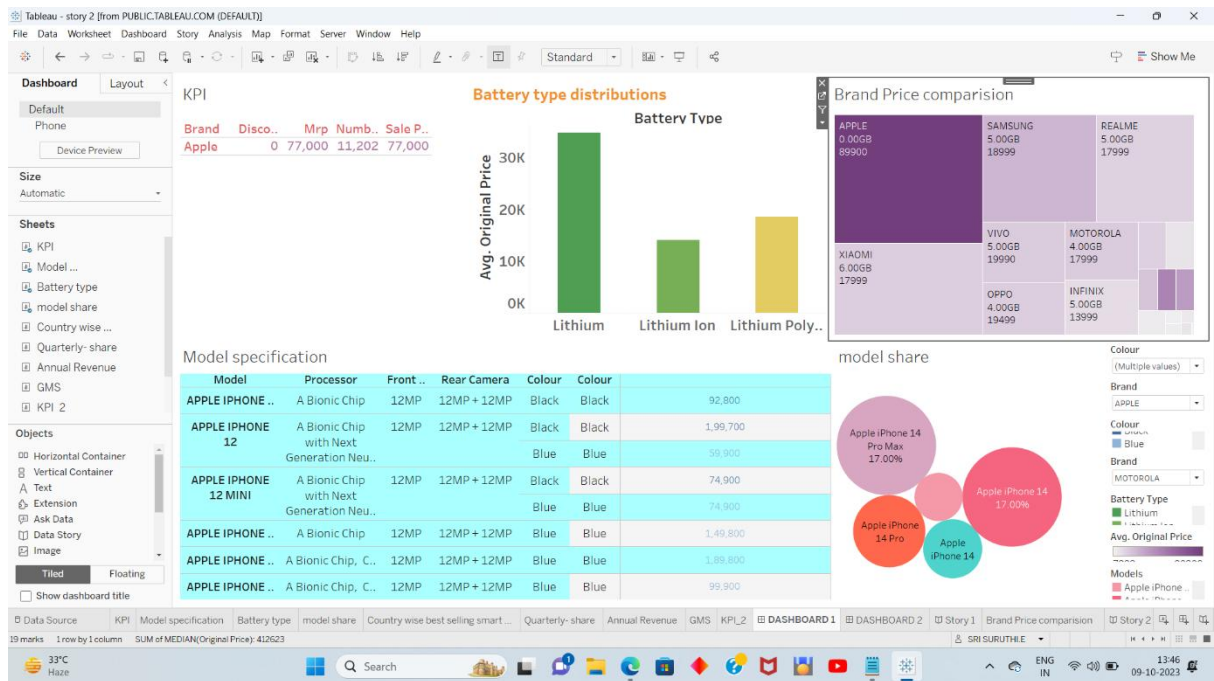 Tableau - story 2 [from PUBLIC.TABLEAU.COM (DEFAULT)]
File Data Worksheet Dashboard Story Analysis Map Format Server Window Help
Standard
Show Me
Dashboard Layout
Default
Phone
Device Preview
Size
Automatic
Sheets
KPI
Model ...
Battery type
model share
Country wise ...
Quarterly- share
Annual Revenue
GMS
KPI 2
Objects
Horizontal Container
Vertical Container
Text
Extension
Ask Data
Data Story
Image
Tiled Floating
Show dashboard title
KPI
Brand Disco.. Mrp Numb.. Sale P..
Apple 0 77,000 11,202 77,000
Battery type distributions
Battery Type
Avg. Original Price
30K
20K
10K
0K
Lithium Lithium Ion Lithium Poly..
Brand Price comparision
APPLE
0.00GB
89900
XIAOMI
6.00GB
17999
SAMSUNG
5.00GB
18999
REALME
5.00GB
17999
VIVO
5.00GB
19990
MOTOROLA
4.00GB
17999
OPPO
4.00GB
19499
INFINIX
5.00GB
13999
Model specification
Model Processor Front .. Rear Camera Colour Colour
APPLE IPHONE .. A Bionic Chip 12MP 12MP + 12MP Black Black 92,800
APPLE IPHONE 12 A Bionic Chip with Next Generation Neu.. 12MP 12MP + 12MP Black Black 1,99,700
Blue Blue 59,900
APPLE IPHONE 12 MINI A Bionic Chip with Next Generation Neu.. 12MP 12MP + 12MP Black Black 74,900
Blue Blue 74,900
APPLE IPHONE .. A Bionic Chip 12MP 12MP + 12MP Blue Blue 1,49,800
APPLE IPHONE .. A Bionic Chip, C.. 12MP 12MP + 12MP Blue Blue 1,89,800
APPLE IPHONE .. A Bionic Chip, C.. 12MP 12MP + 12MP Blue Blue 99,900
model share
Apple iPhone 14
Pro Max
17.00%
Apple iPhone 14
17.00%
Apple iPhone
14 Pro
Apple
iPhone 14
Colour
(Multiple values)
Brand
APPLE
Colour
Blue
Brand
MOTOROLA
Battery Type
Lithium
Avg. Original Price
Models
Apple iPhone ..
Data Source KPI Model specification Battery type model share Country wise best selling smart ... Quarterly- share Annual Revenue GMS KPI_2 DASHBOARD 1 DASHBOARD 2 Story 1 Brand Price comparision Story 2
19 marks 1 row by 1 column SUM of MEDIAN(Original Price): 412623
SRI SURUTHI.E
33°C
Haze
Search
ENG
IN
13:46
09-10-2023